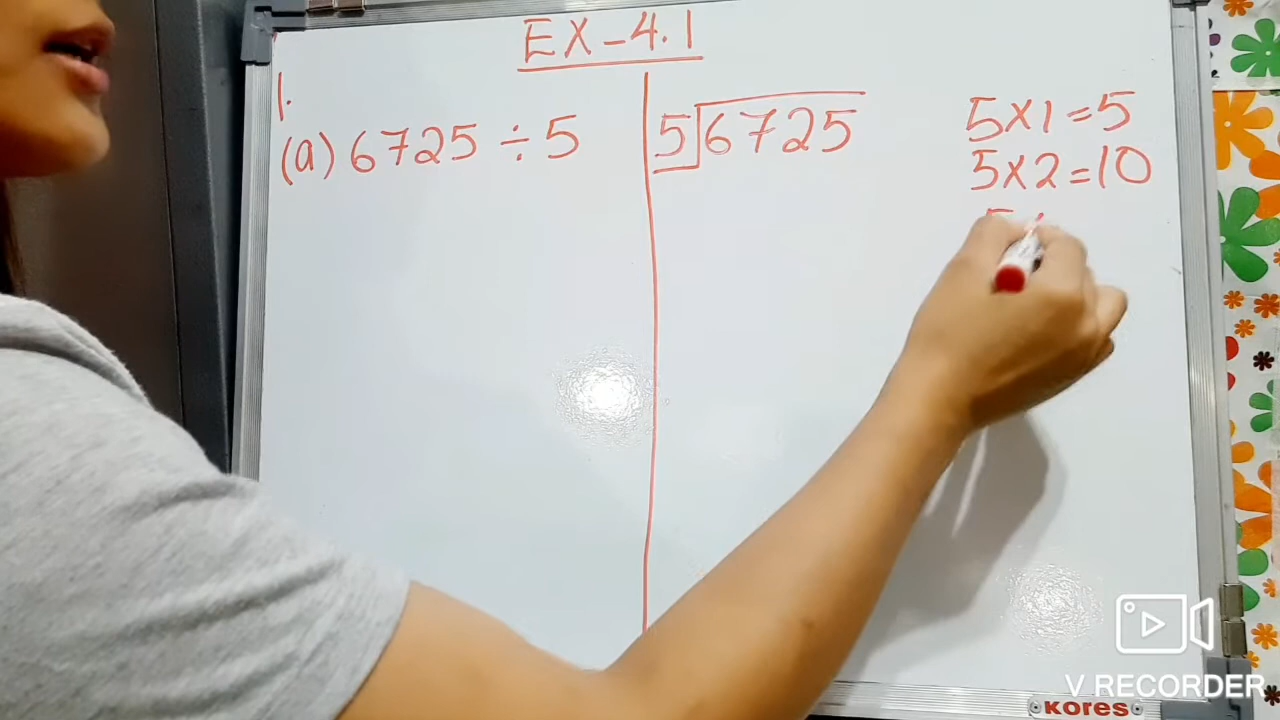 EX-4.1
1.
(a) 6725 ÷ 5
5 6725
5×1=5
5×2=10
V RECORDER
KORES